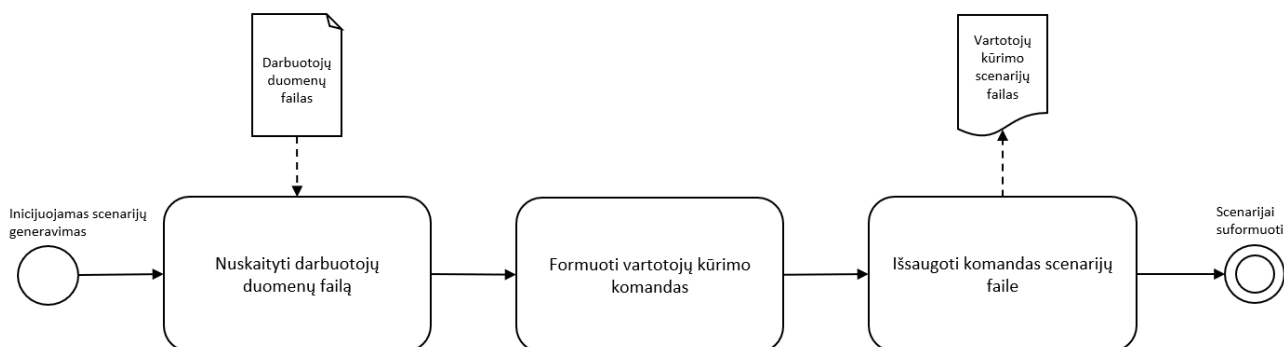 Darbuotojų
duomenų
failas
Vartotojų
kūrimo
scenarijų
failas
Inicijuojamas scenarijų
generavimas
Nuskaityti darbuotojų
duomenų failą
Formuoti vartotojų kūrimo
komandas
Išsaugoti komandas scenarijų
faile
Scenarijai
suformuoti